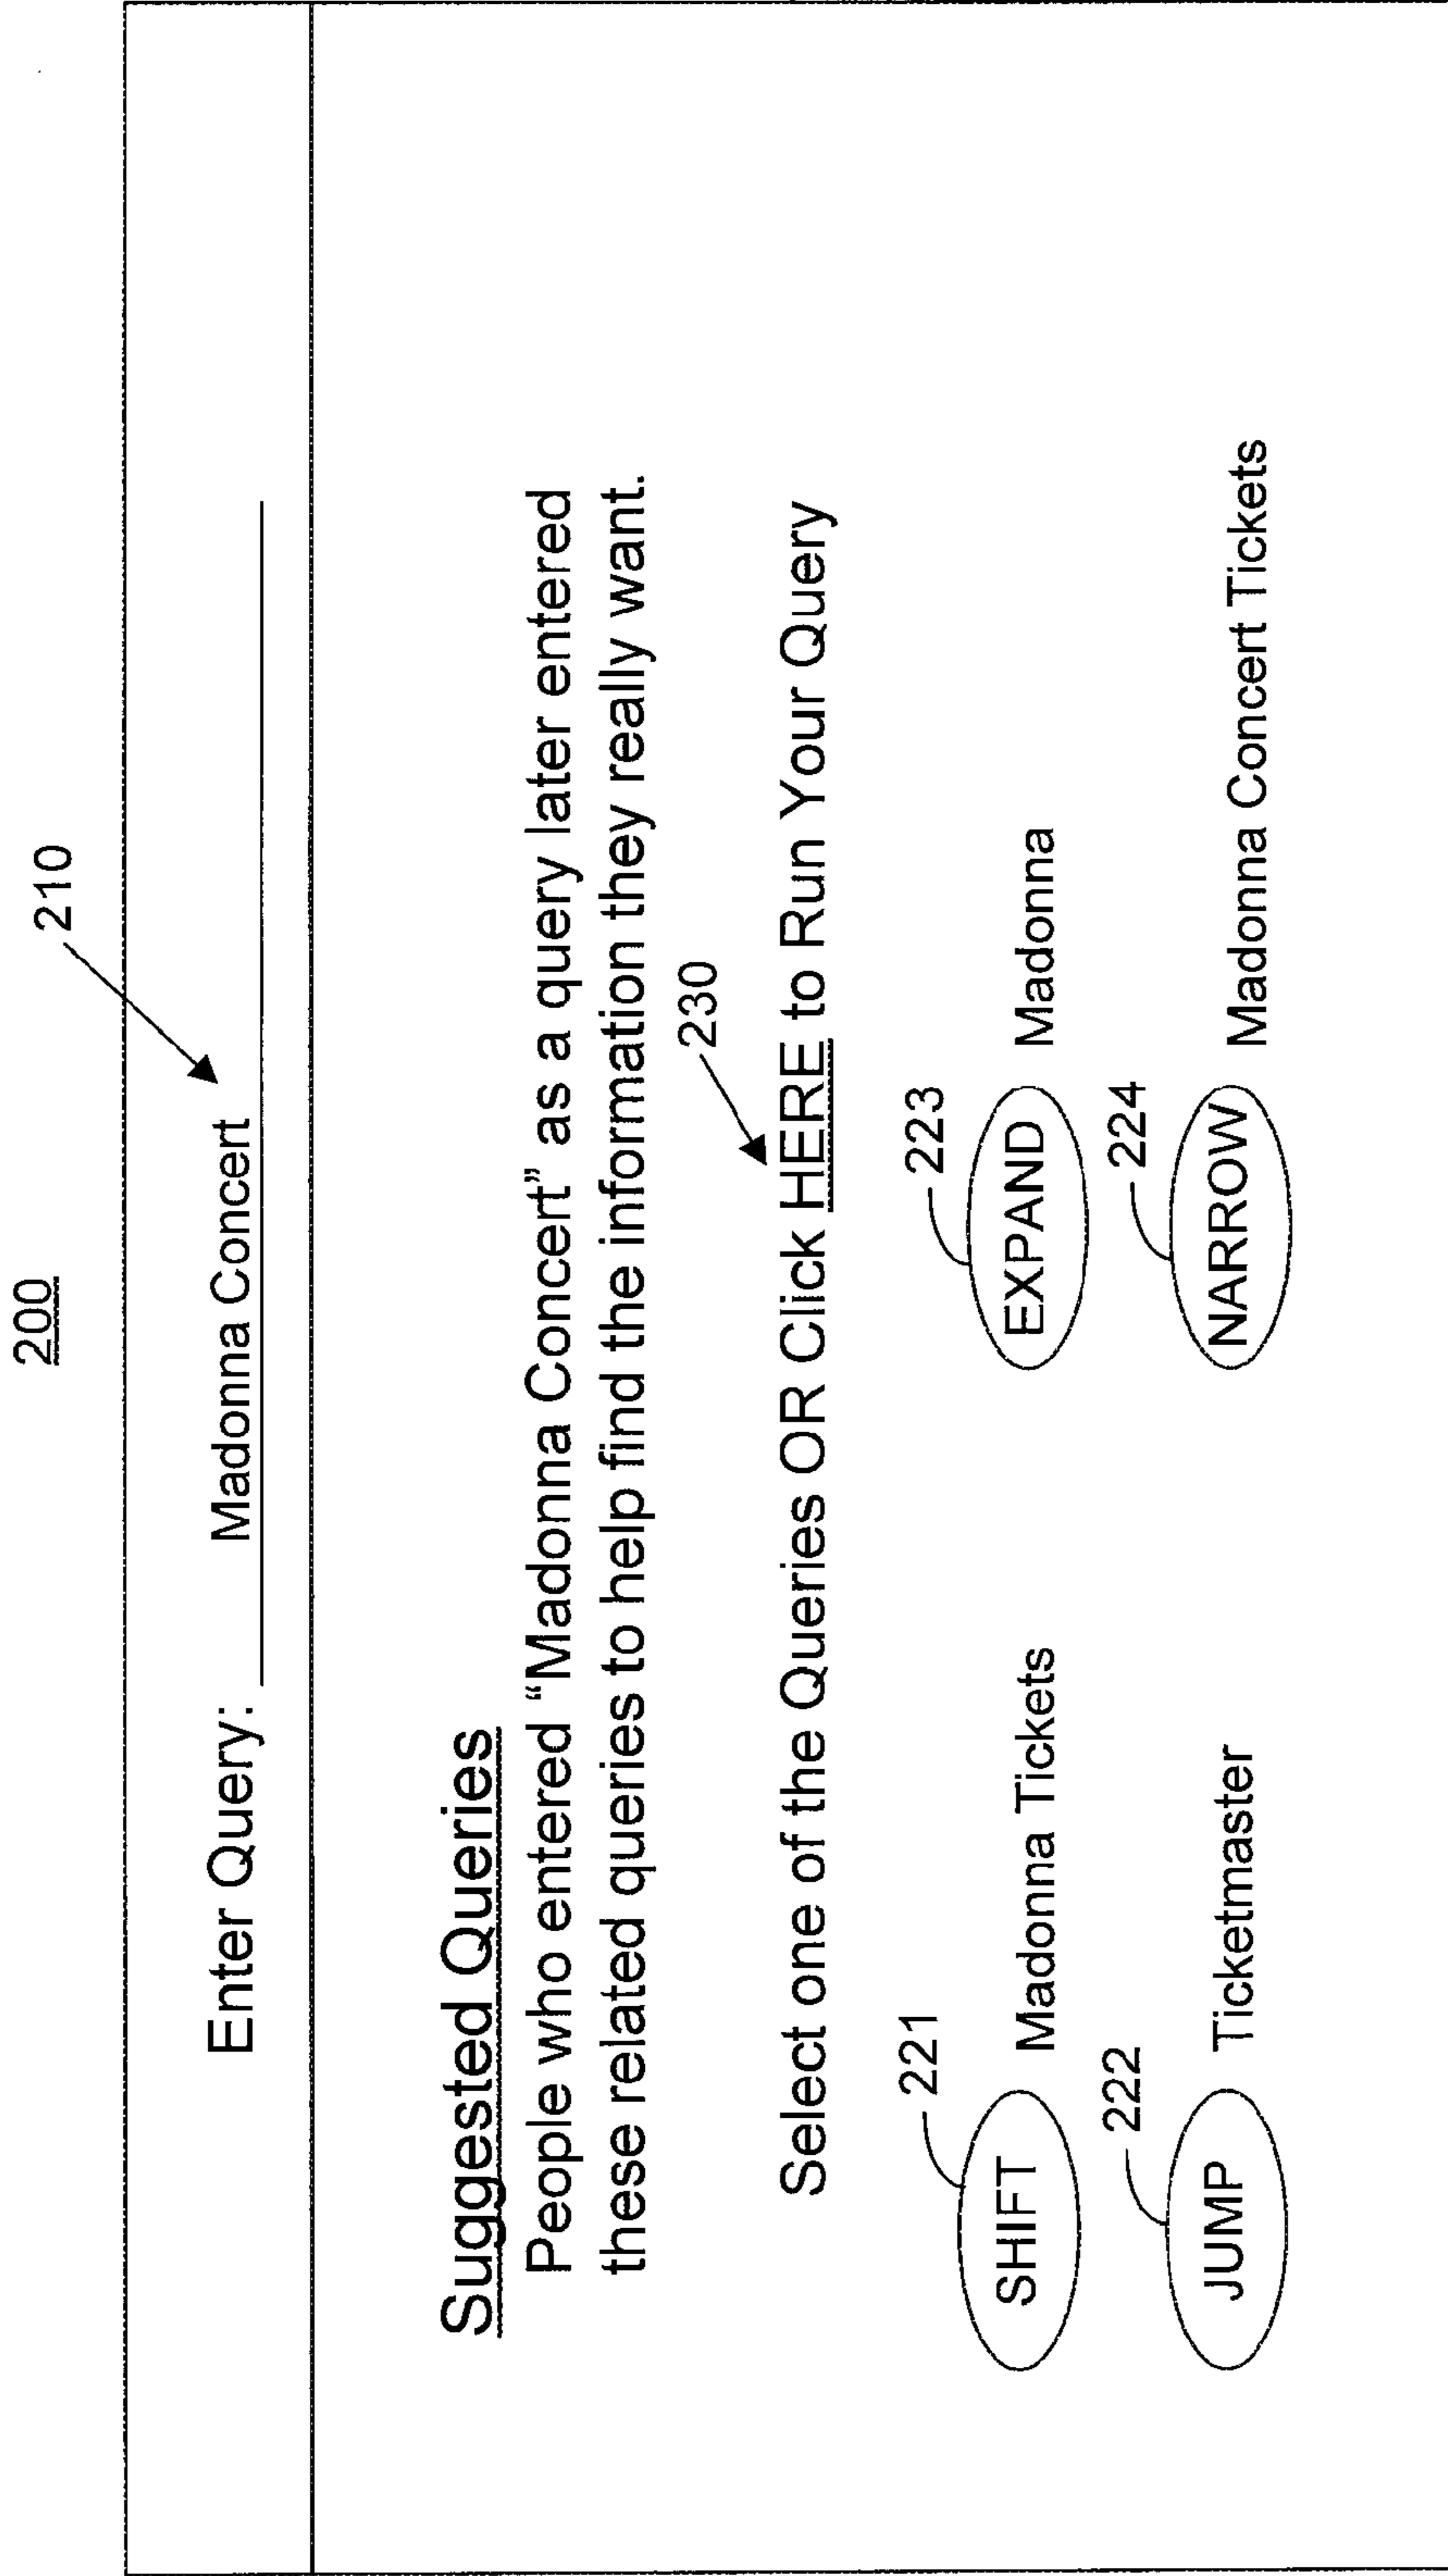 200
210
Enter Query: Madonna Concert
Suggested Queries
People who entered “Madonna Concert” as a query later entered
these related queries to help find the information they really want.
230
Select one of the Queries OR Click HERE to Run Your Query
221 223
SHIFT Madonna Tickets EXPAND Madonna
222 224
JUMP Ticketmaster NARROW Madonna Concert Tickets